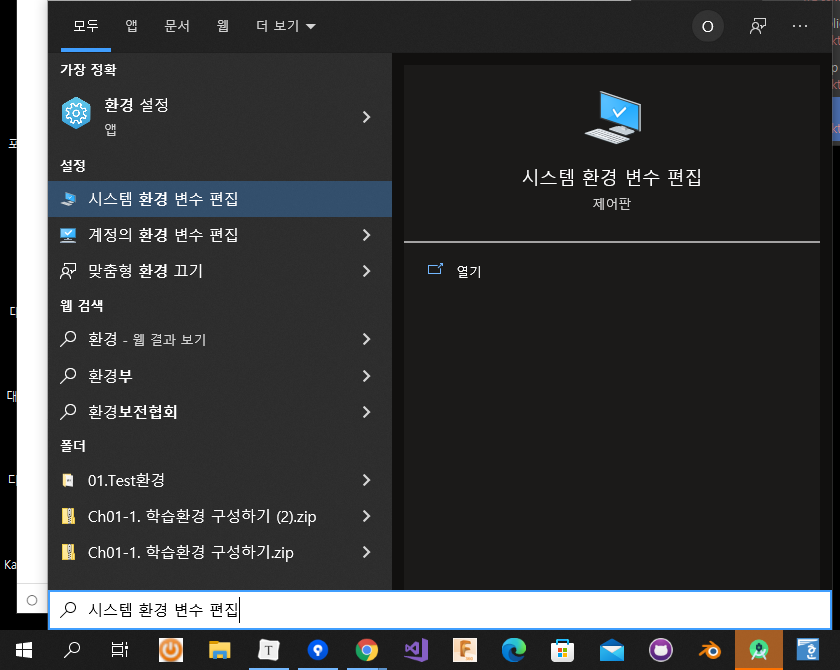 모두 앱 문서 웹 더 보기
O
가장 정확
환경 설정
앱
설정
시스템 환경 변수 편집
계정의 환경 변수 편집
맞춤형 환경 끄기
웹 검색
환경 - 웹 결과 보기
환경부
환경보전협회
폴더
01.Test환경
Ch01-1. 학습환경 구성하기 (2).zip
Ch01-1. 학습환경 구성하기.zip
시스템 환경 변수 편집
제어판
열기
Ka
시스템 환경 변수 편집
T
F